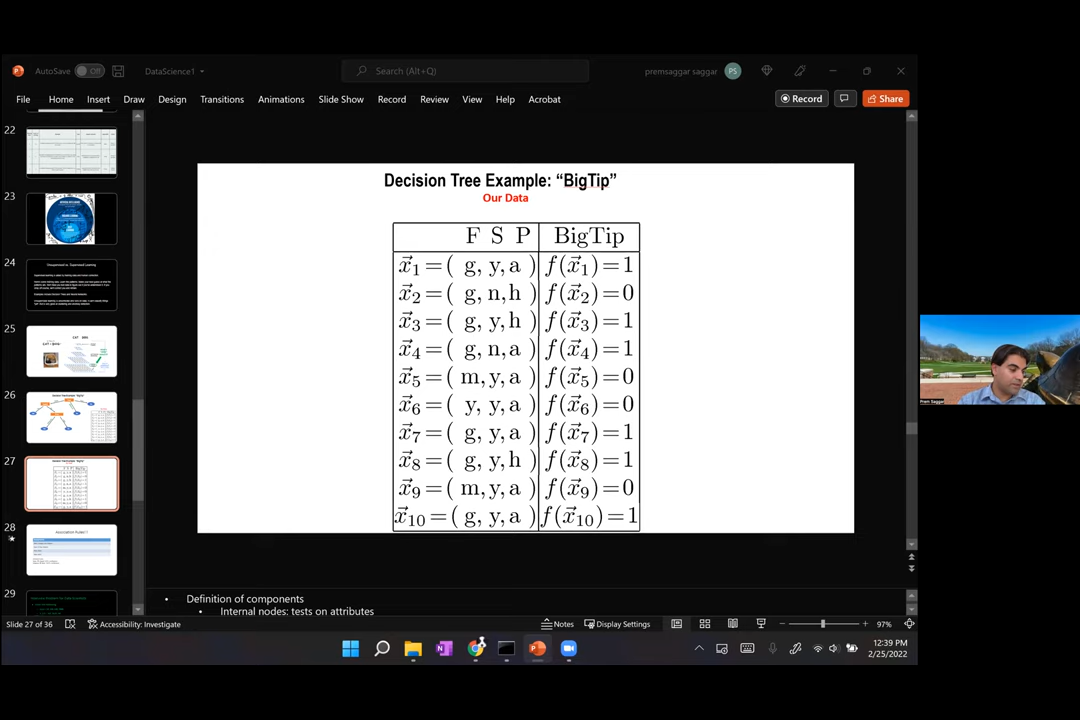 AutoSave Off DataScience1 Search (Alt+Q) premsaggar saggar PS
File Home Insert Draw Design Transitions Animations Slide Show Record Review View Help Acrobat Record Share
22
23
24
25
26
27
28
29
Decision Tree Example: “BigTip”
Our Data
F S P BigTip
x⃗1=( g, y,a ) f(x⃗1)=1
x⃗2=( g, n,h ) f(x⃗2)=0
x⃗3=( g, y,h ) f(x⃗3)=1
x⃗4=( g, n,a ) f(x⃗4)=1
x⃗5=( m,y,a ) f(x⃗5)=0
x⃗6=( y, y,a ) f(x⃗6)=0
x⃗7=( g, y,a ) f(x⃗7)=1
x⃗8=( g, y,h ) f(x⃗8)=1
x⃗9=( m,y,a ) f(x⃗9)=0
x⃗10=( g, y,a ) f(x⃗10)=1
Prem Saggar
• Definition of components
• Internal nodes: tests on attributes
Slide 27 of 36 Accessibility: Investigate Notes Display Settings 97%
12:39 PM
2/25/2022